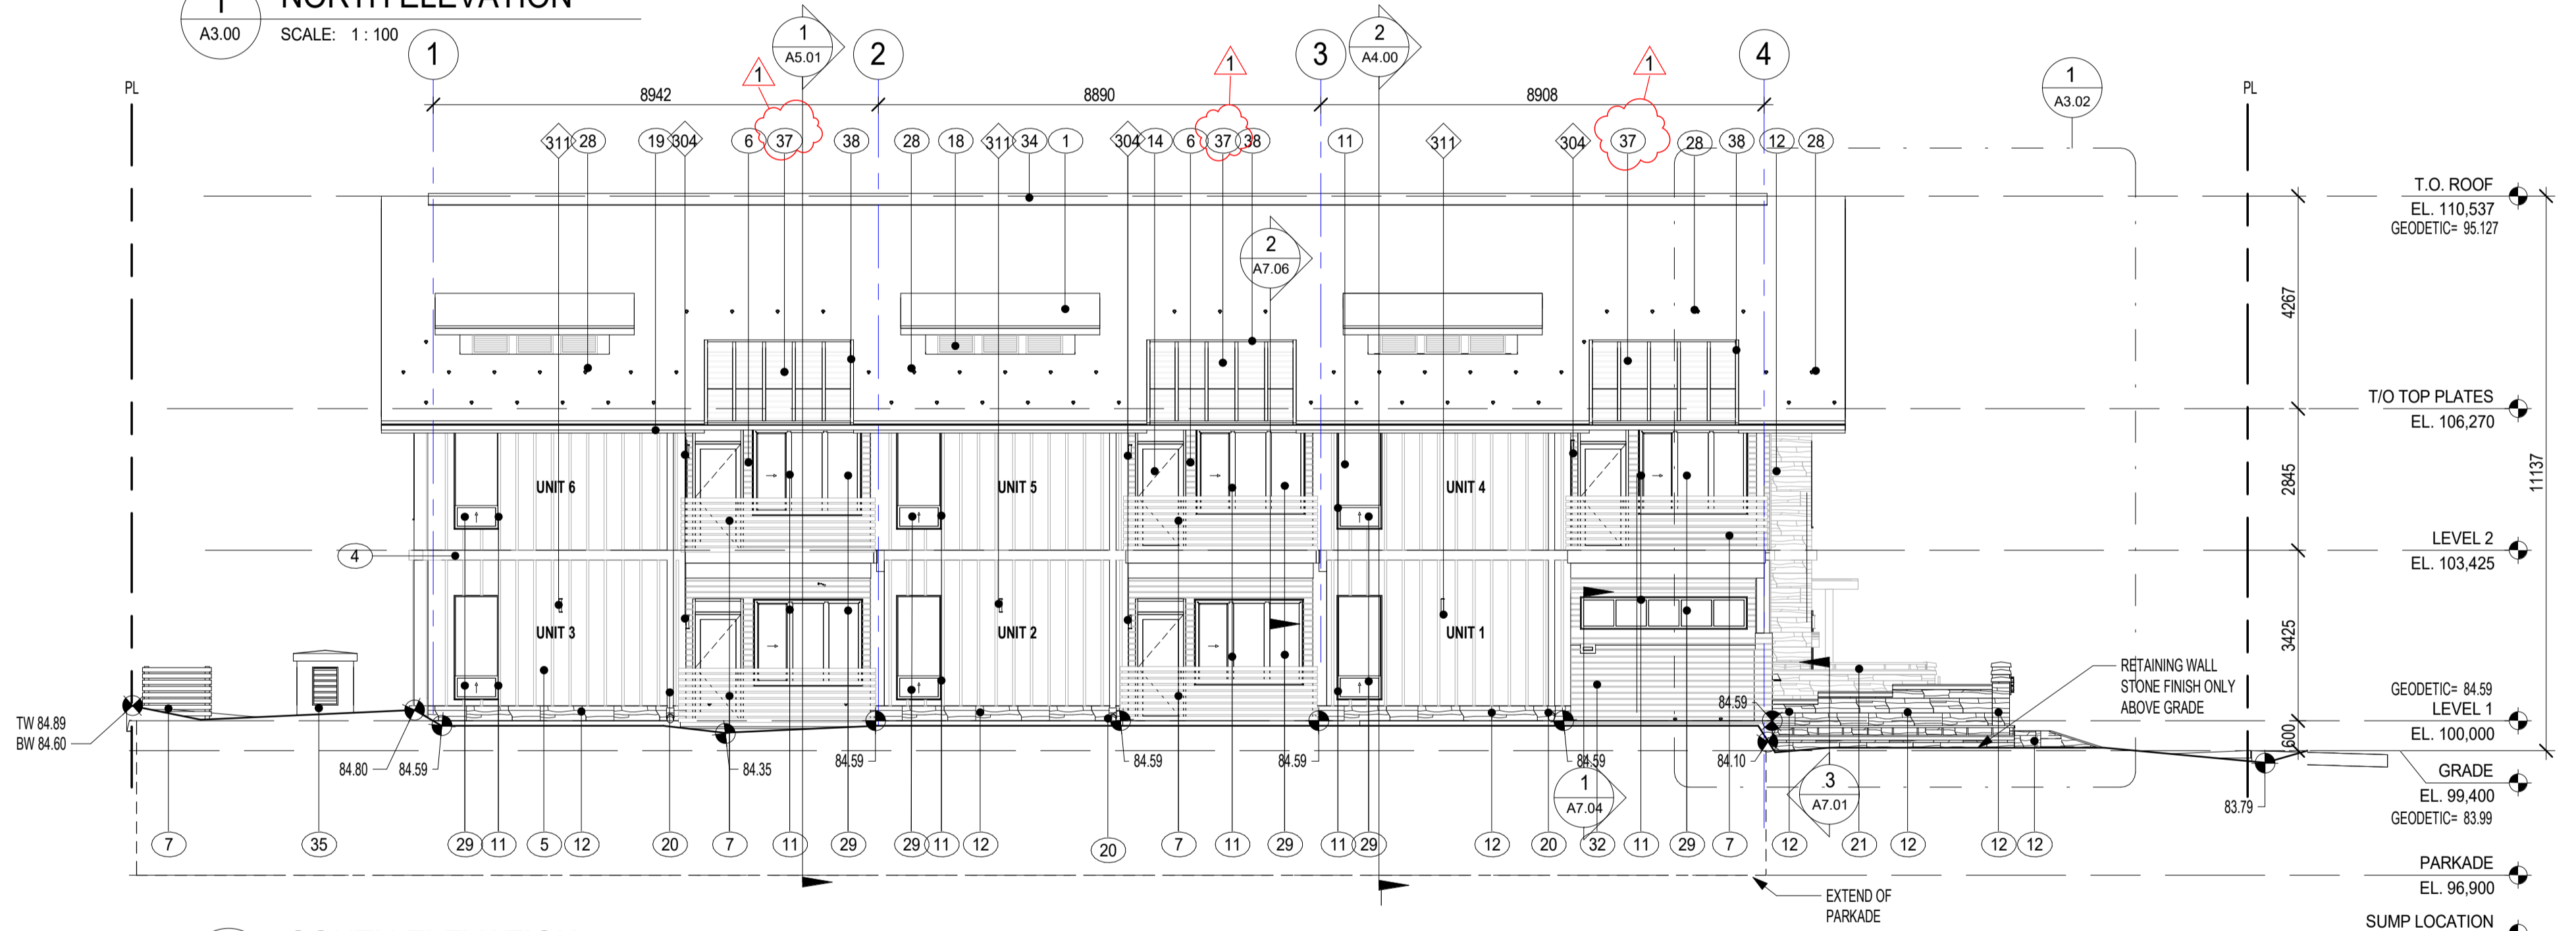 1
A3.00
NORTH ELEVATION
SCALE: 1 : 100
1
A5.01
2
A4.00
1
A3.02
1 2 3 4
1 1 1
PL PL
8942 8890 8908
311 28 19 304 6 37 38 28 18 311 34 1 304 14 6 37 38 11 311 304 37 28 38 12 28
T.O. ROOF
EL. 110,537
GEODETIC= 95.127
2
A7.06
4267
T/O TOP PLATES
EL. 106,270
2845
11137
UNIT 6 UNIT 5 UNIT 4
4
LEVEL 2
EL. 103,425
3425
UNIT 3 UNIT 2 UNIT 1
RETAINING WALL
STONE FINISH ONLY
ABOVE GRADE
GEODETIC= 84.59
LEVEL 1
EL. 100,000
600
TW 84.89
BW 84.60
84.59
84.80 84.59 84.35 84.59 84.59 84.59 84.59 84.10
83.79
GRADE
EL. 99,400
GEODETIC= 83.99
1
A7.04
3
A7.01
7 35 29 11 5 12 20 7 11 29 29 11 12 20 7 11 29 11 29 12 20 32 11 29 7 12 21 12 12 12
PARKADE
EL. 96,900
EXTEND OF
PARKADE
SUMP LOCATION